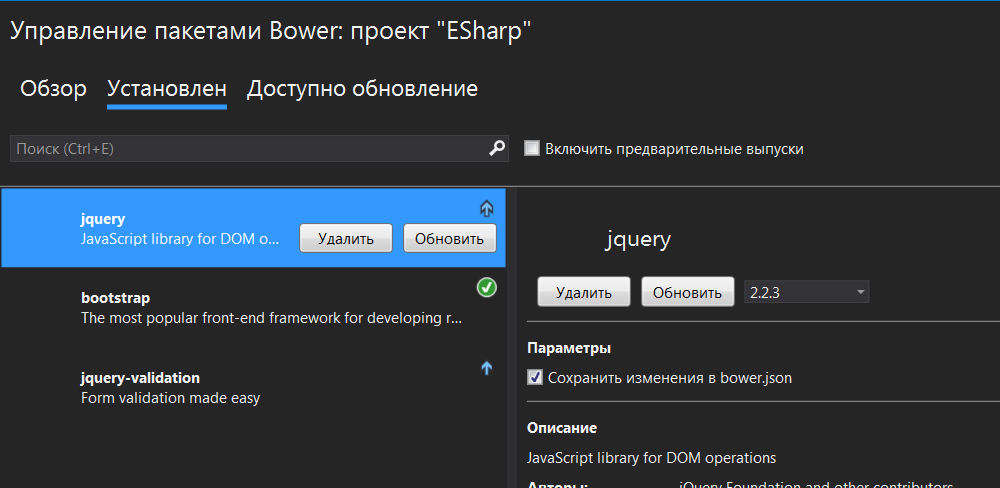 Управление пакетами Bower: проект "ESharp"
Обзор Установлен Доступно обновление
Поиск (Ctrl+E)
Включить предварительные выпуски
jquery
JavaScript library for DOM o...
Удалить Обновить
bootstrap
The most popular front-end framework for developing r...
jquery-validation
Form validation made easy
jquery
Удалить Обновить 2.2.3
Параметры
Сохранить изменения в bower.json
Описание
JavaScript library for DOM operations
Авторы: jQuery Foundation and other contributors